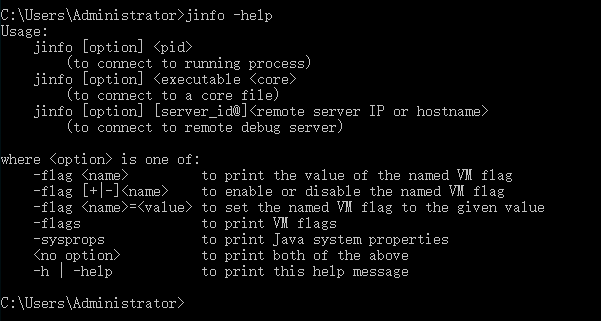 C:\Users\Administrator>jinfo -help
Usage:
    jinfo [option] <pid>
        (to connect to running process)
    jinfo [option] <executable <core>
        (to connect to a core file)
    jinfo [option] [server_id@]<remote server IP or hostname>
        (to connect to remote debug server)

where <option> is one of:
    -flag <name>         to print the value of the named VM flag
    -flag [+|-]<name>    to enable or disable the named VM flag
    -flag <name>=<value> to set the named VM flag to the given value
    -flags               to print VM flags
    -sysprops            to print Java system properties
    <no option>          to print both of the above
    -h | -help           to print this help message

C:\Users\Administrator>